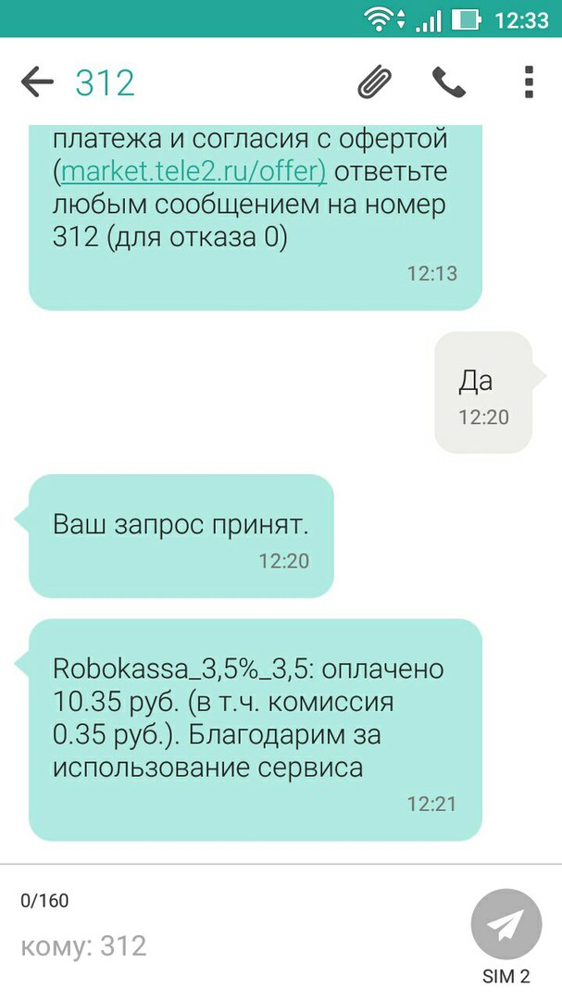 12:33
312
платежа и согласия с офертой
(market.tele2.ru/offer) ответьте
любым сообщением на номер
312 (для отказа 0)
12:13
Да
12:20
Ваш запрос принят.
12:20
Robokassa_3,5%_3,5: оплачено
10.35 руб. (в т.ч. комиссия
0.35 руб.). Благодарим за
использование сервиса
12:21
0/160
кому: 312
SIM 2